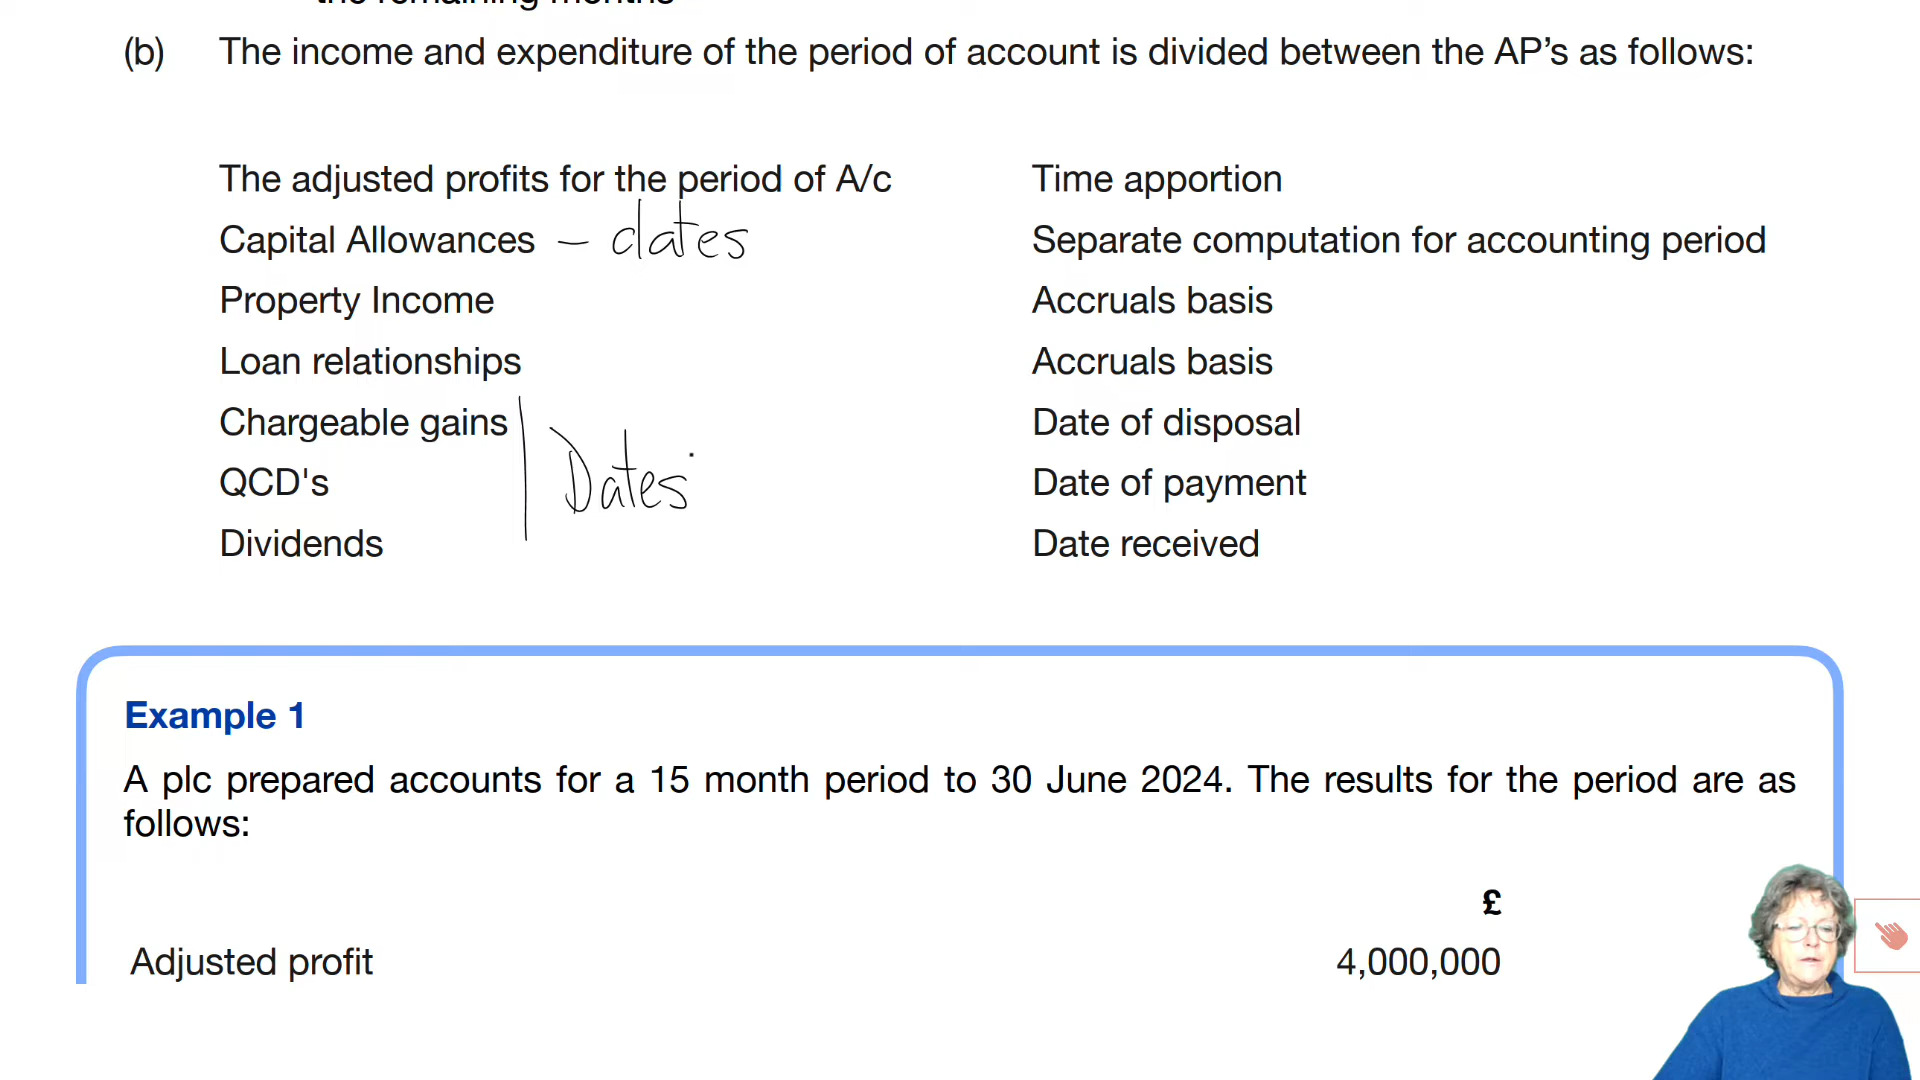 (b) The income and expenditure of the period of account is divided between the AP’s as follows:
The adjusted profits for the period of A/c Time apportion
Capital Allowances – dates Separate computation for accounting period
Property Income Accruals basis
Loan relationships Accruals basis
Chargeable gains Date of disposal
QCD's Dates Date of payment
Dividends Date received
Example 1
A plc prepared accounts for a 15 month period to 30 June 2024. The results for the period are as
follows:
£
Adjusted profit 4,000,000